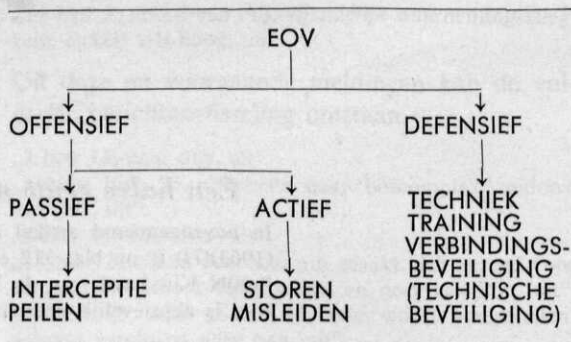 EOV
OFFENSIEF
DEFENSIEF
PASSIEF
ACTIEF
TECHNIEK
TRAINING
VERBINDINGS-
BEVEILIGING
(TECHNISCHE
BEVEILIGING)
INTERCEPTIE
PEILEN
STOREN
MISLEIDEN